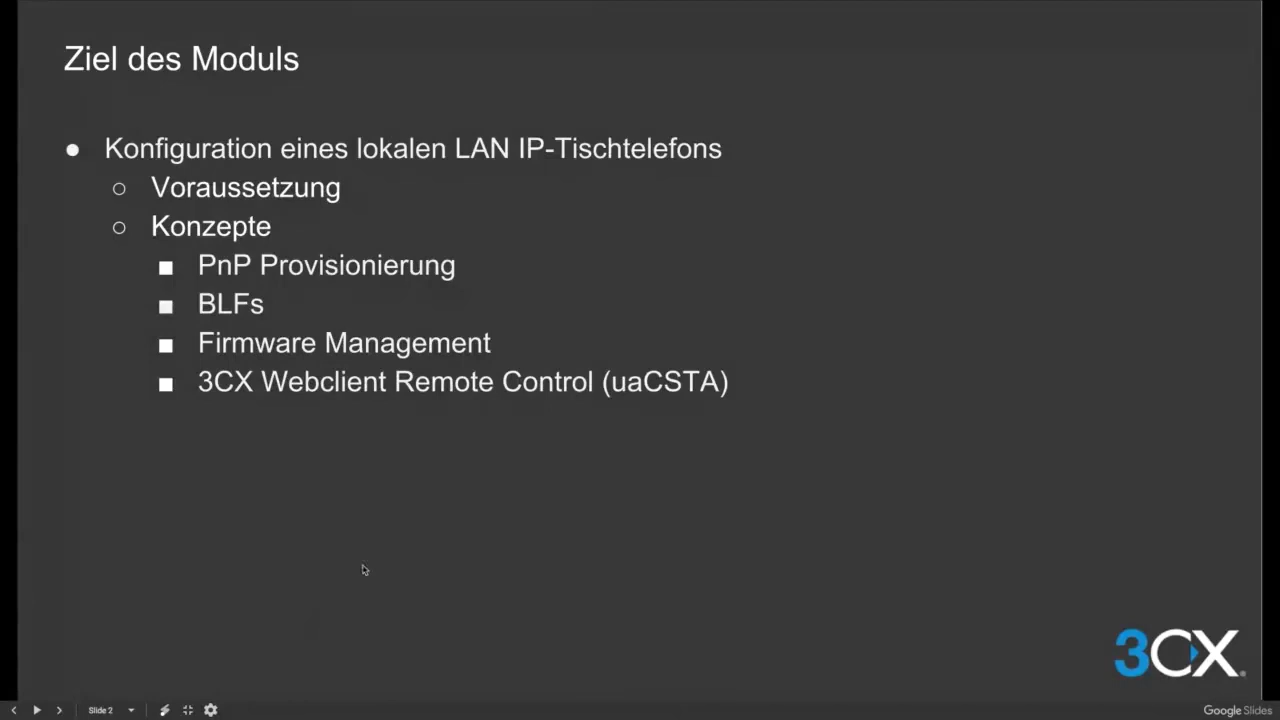 Ziel des Moduls
● Konfiguration eines lokalen LAN IP-Tischtelefons
○ Voraussetzung
○ Konzepte
■ PnP Provisionierung
■ BLFs
■ Firmware Management
■ 3CX Webclient Remote Control (uaCSTA)
3CX®
Slide 2
Google Slides